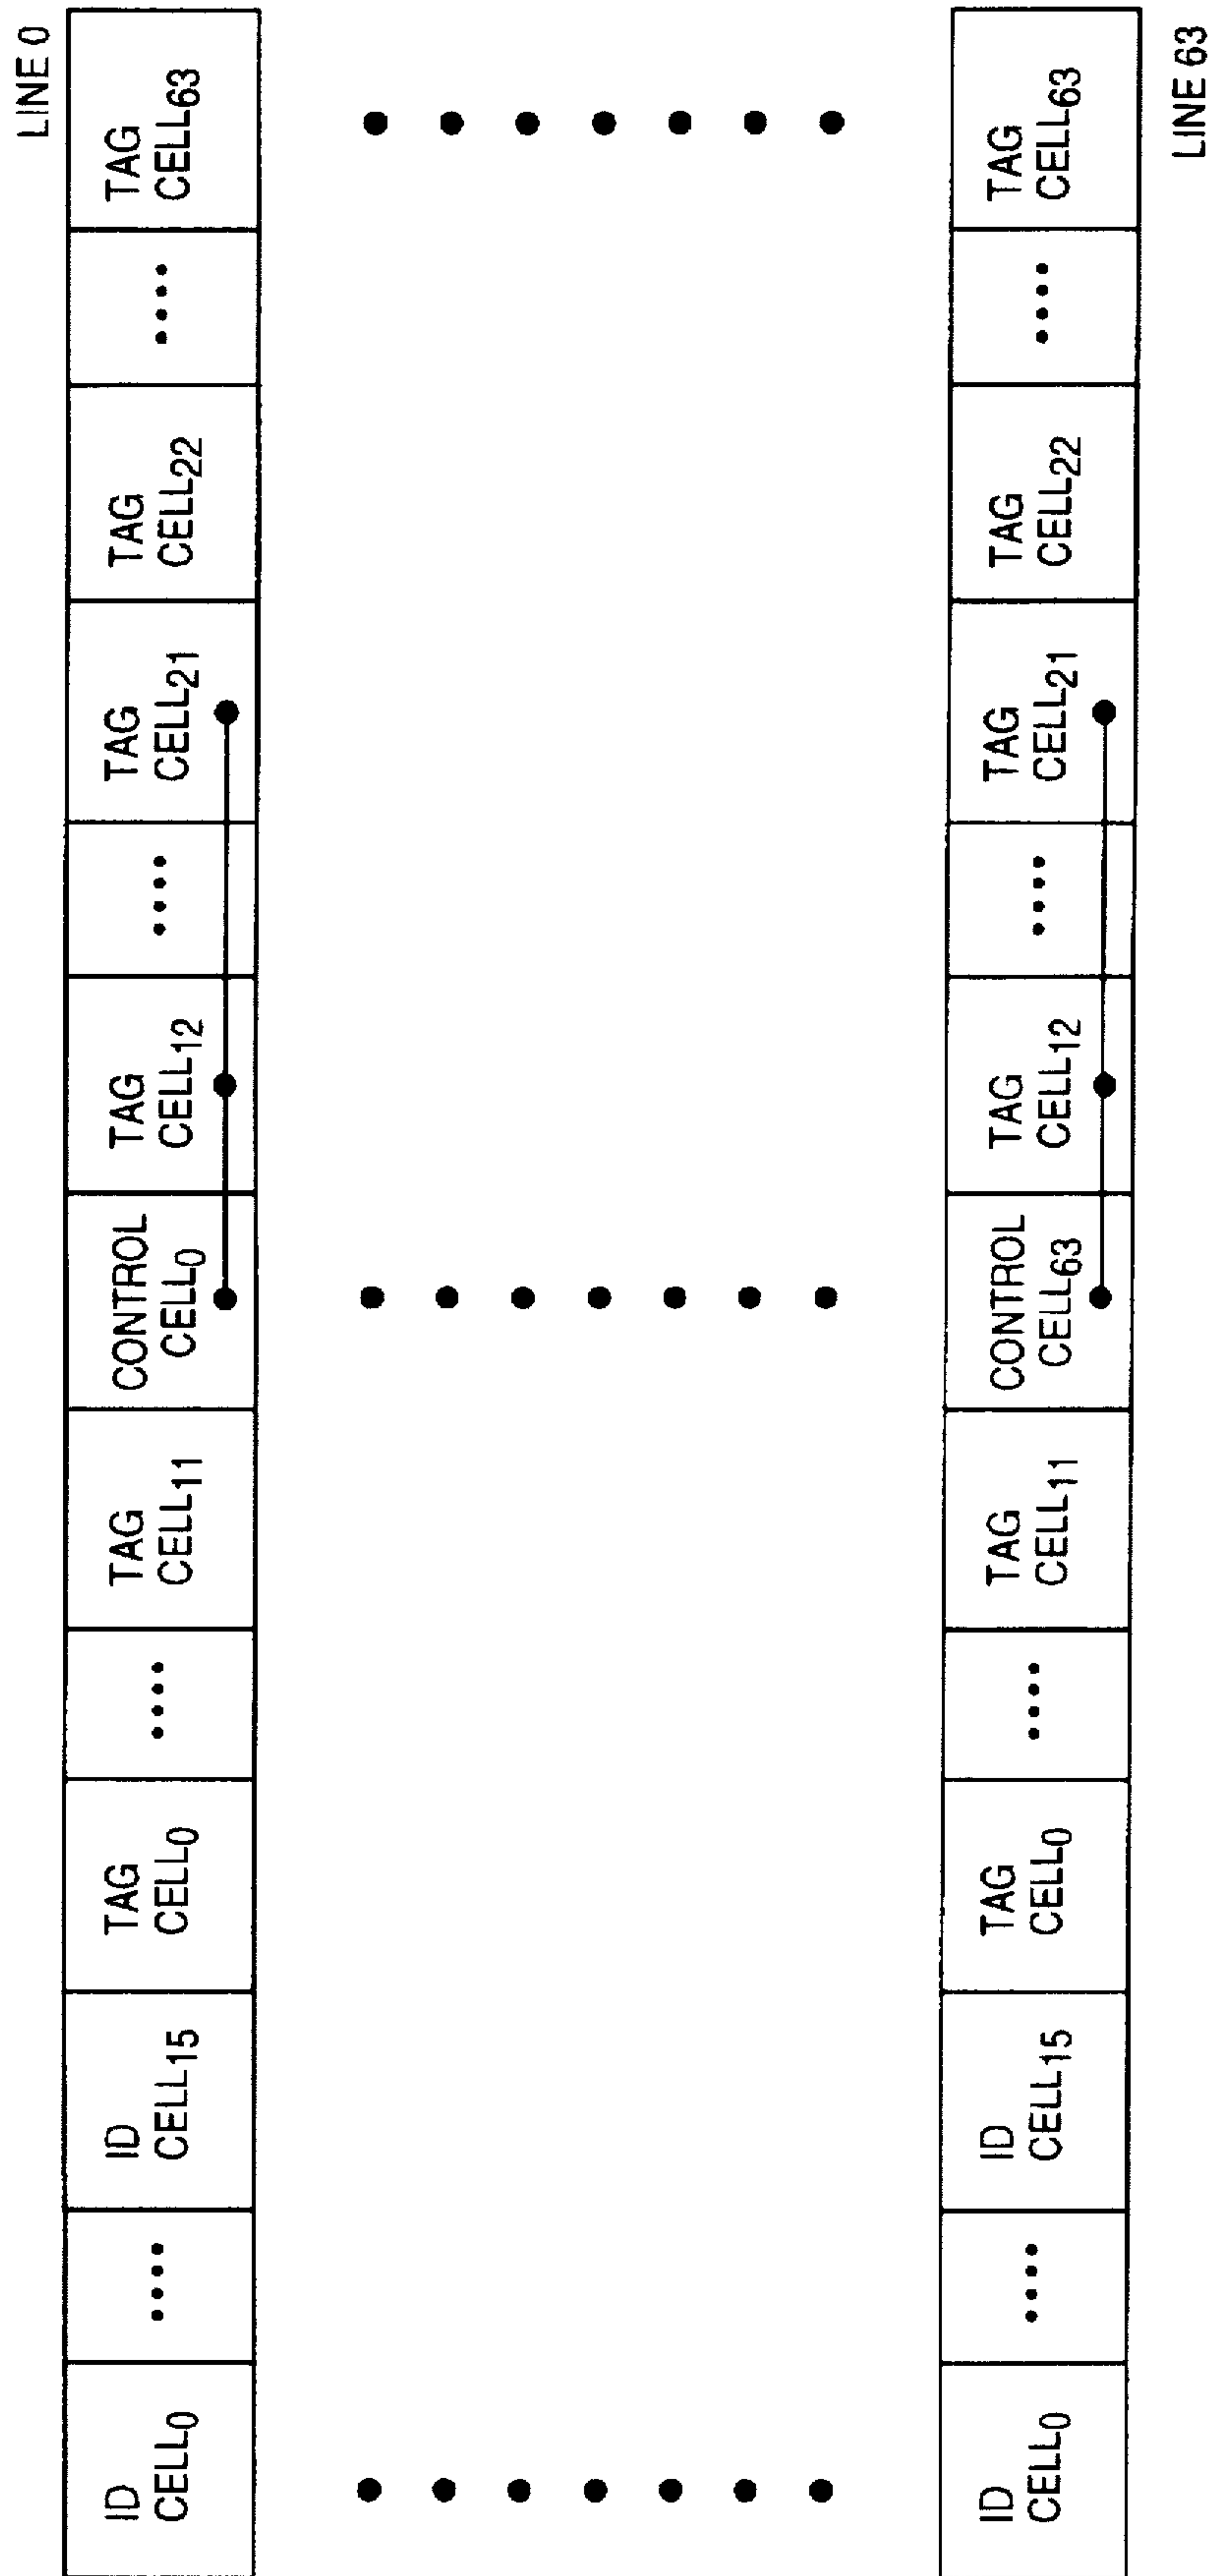 LINE 0
ID
CELL0
....
ID
CELL15
TAG
CELL0
....
TAG
CELL11
CONTROL
CELL0
TAG
CELL12
....
TAG
CELL21
TAG
CELL22
....
TAG
CELL63
ID
CELL0
....
ID
CELL15
TAG
CELL0
....
TAG
CELL11
CONTROL
CELL63
TAG
CELL12
....
TAG
CELL21
TAG
CELL22
....
TAG
CELL63
LINE 63